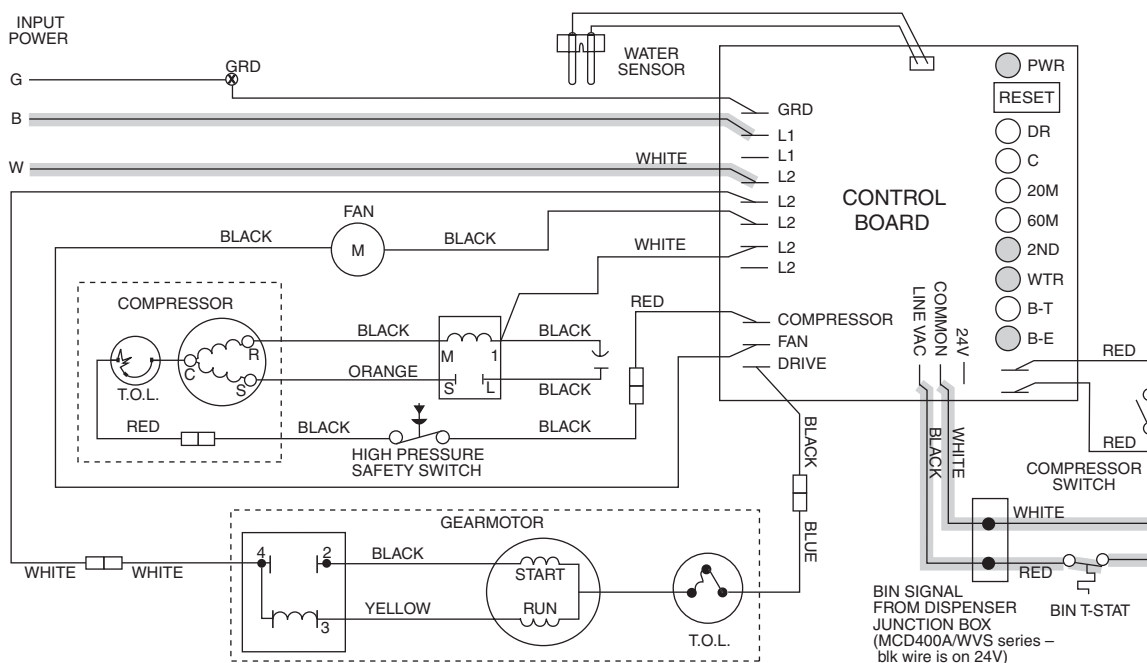 INPUT
POWER
G
GRD
B
W
WHITE
WATER
SENSOR
GRD
L1
L1
L2
L2
L2
L2
L2
CONTROL
BOARD
PWR
RESET
DR
C
20M
60M
2ND
WTR
B-T
B-E
FAN
M
BLACK
BLACK
WHITE
RED
COMPRESSOR
FAN
DRIVE
LINE VAC
COMMON
24V
COMPRESSOR
T.O.L.
C
R
S
BLACK
ORANGE
M
1
S
L
BLACK
BLACK
RED
BLACK
BLACK
HIGH PRESSURE
SAFETY SWITCH
RED
RED
COMPRESSOR
SWITCH
BLACK
WHITE
BLACK
BLUE
WHITE
RED
BIN T-STAT
BIN SIGNAL
FROM DISPENSER
JUNCTION BOX
(MCD400A/WVS series –
blk wire is on 24V)
GEARMOTOR
WHITE
WHITE
4
2
3
BLACK
YELLOW
START
RUN
T.O.L.